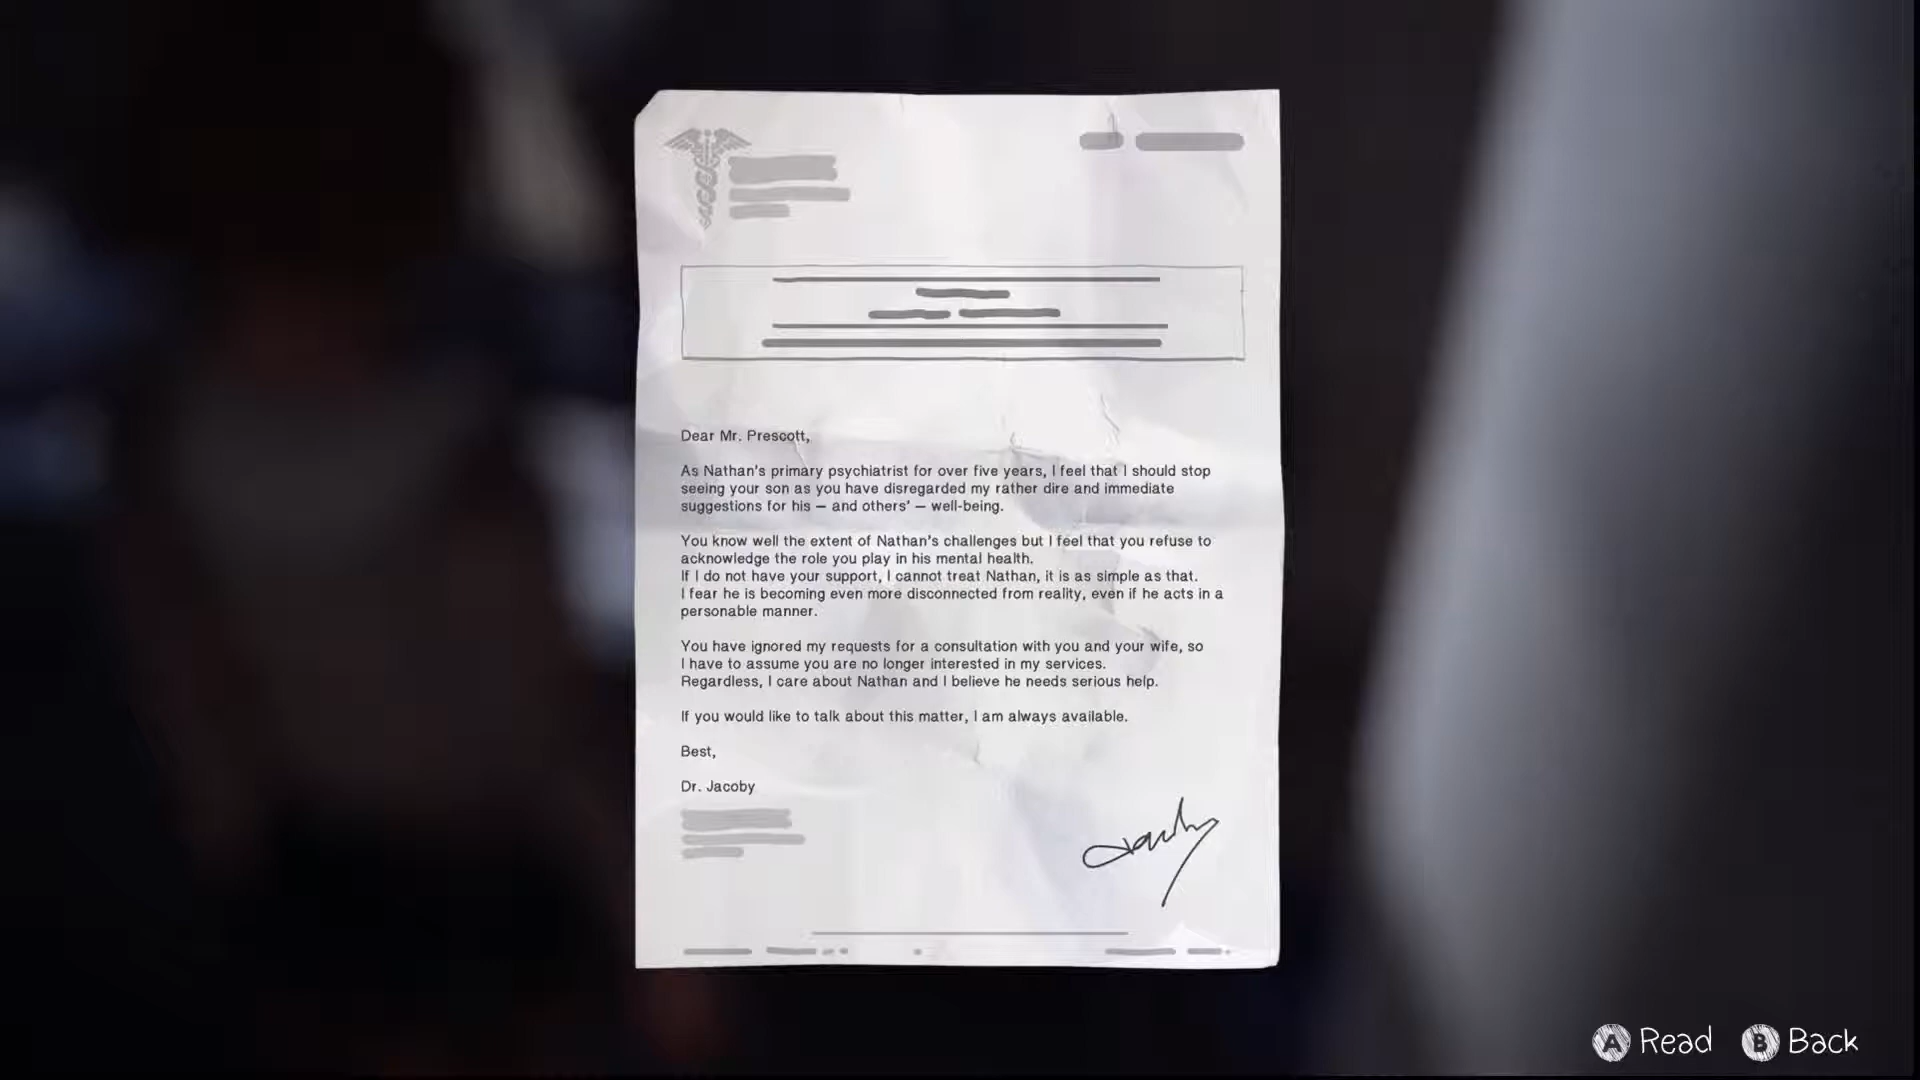 Dear Mr. Prescott,
As Nathan's primary psychiatrist for over five years, I feel that I should stop
seeing your son as you have disregarded my rather dire and immediate
suggestions for his — and others' — well-being.
You know well the extent of Nathan's challenges but I feel that you refuse to
acknowledge the role you play in his mental health.
If I do not have your support, I cannot treat Nathan, it is as simple as that.
I fear he is becoming even more disconnected from reality, even if he acts in a
personable manner.
You have ignored my requests for a consultation with you and your wife, so
I have to assume you are no longer interested in my services.
Regardless, I care about Nathan and I believe he needs serious help.
If you would like to talk about this matter, I am always available.
Best,
Dr. Jacoby
A Read B Back